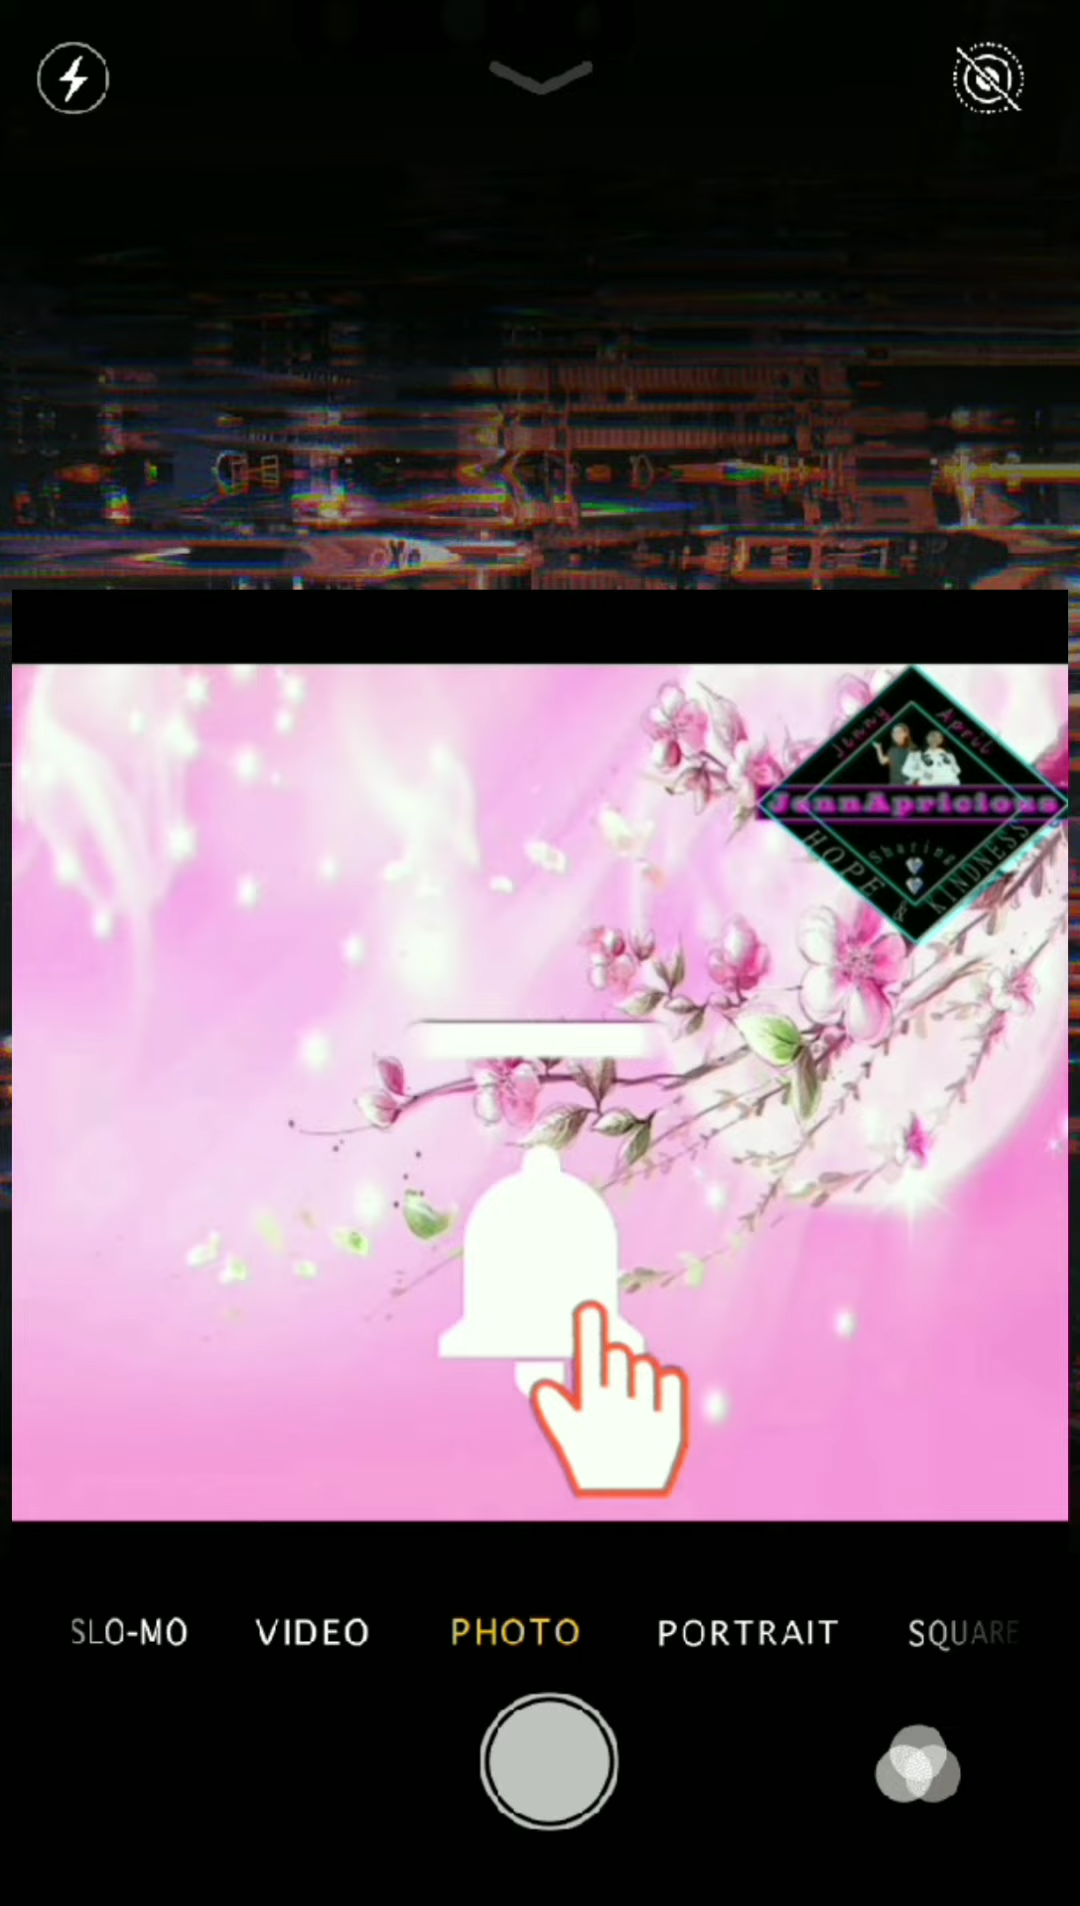 Jenny April
JennApricious
Sharing
HOPE & KINDNESS
SLO-MO VIDEO PHOTO PORTRAIT SQUARE